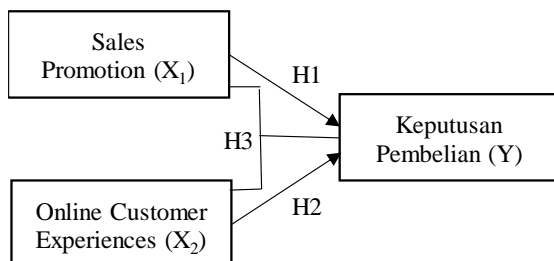 Sales
Promotion (X₁)
H1
Keputusan
Pembelian (Y)
H3
Online Customer
Experiences (X₂)
H2